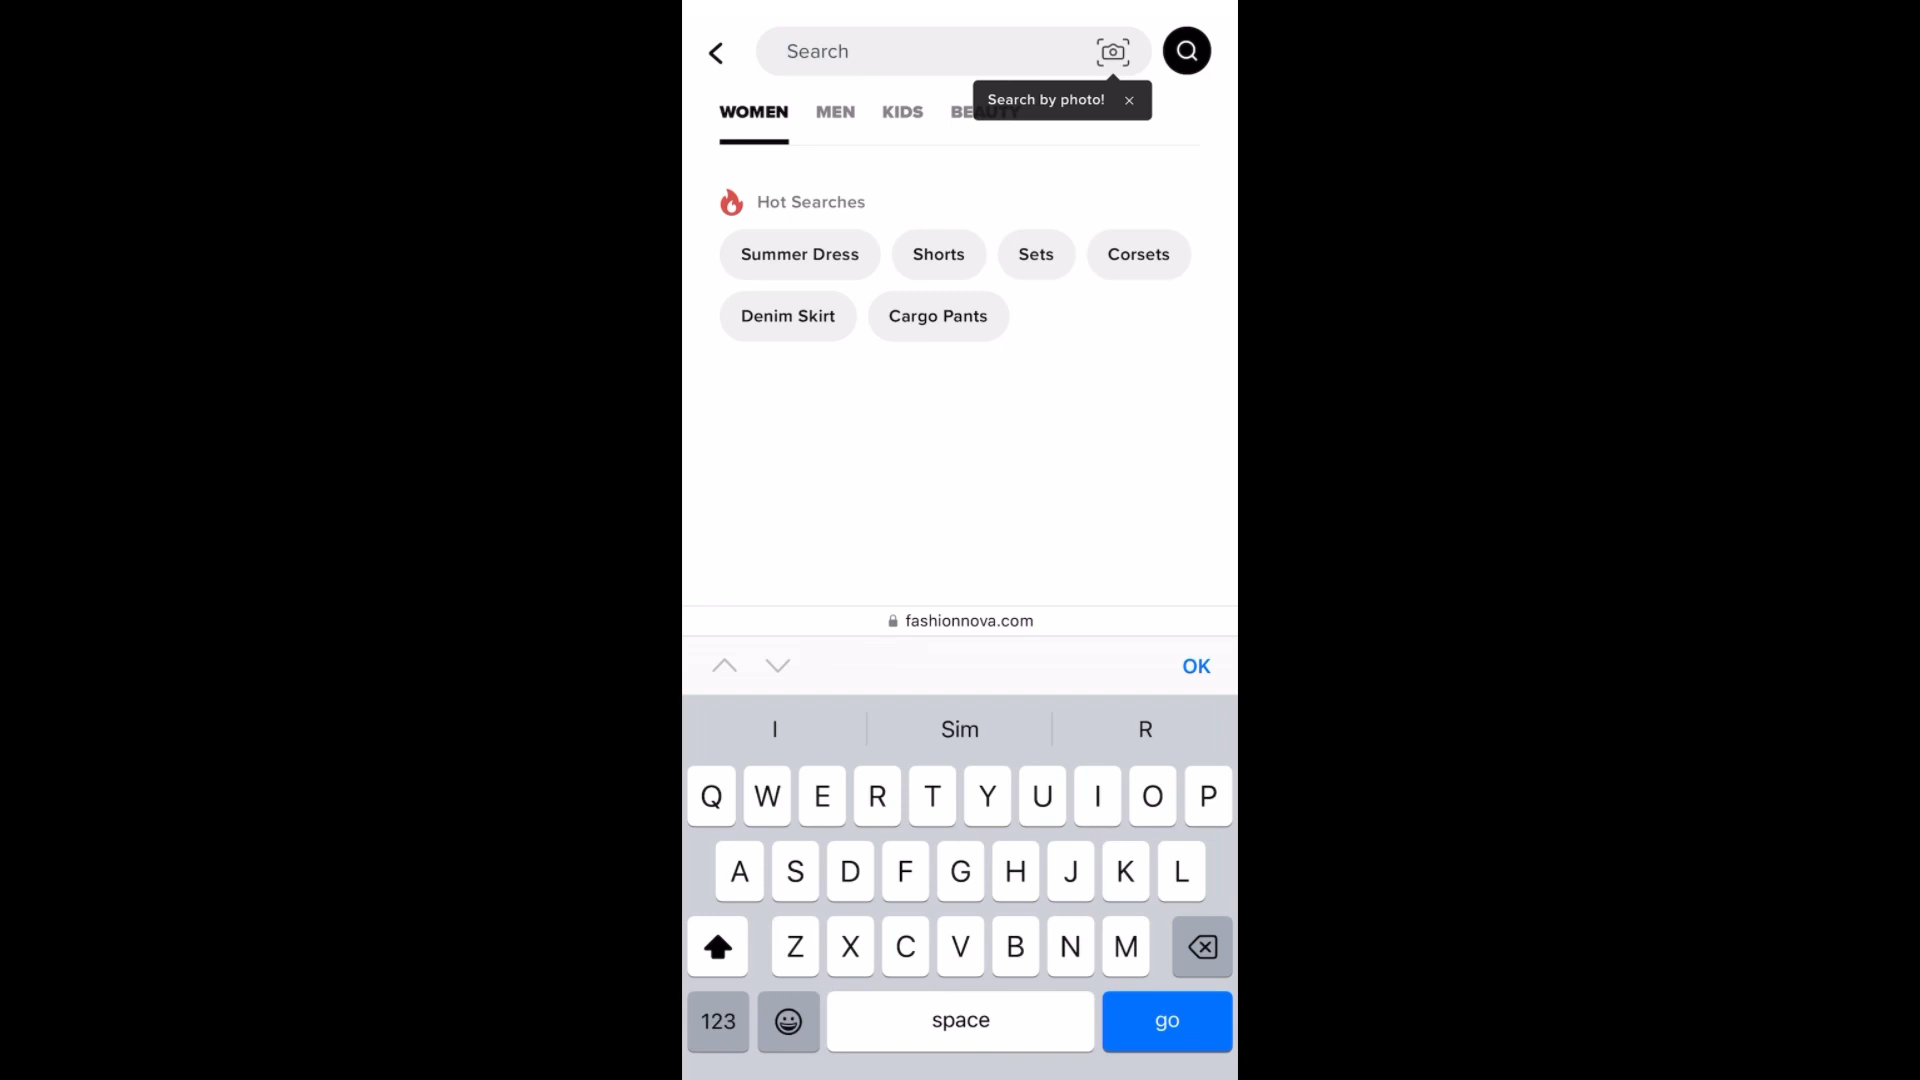 Search
Search by photo!
WOMEN MEN KIDS BEAUTY
Hot Searches
Summer Dress Shorts Sets Corsets
Denim Skirt Cargo Pants
fashionnova.com
OK
I Sim R
Q W E R T Y U I O P
A S D F G H J K L
Z X C V B N M
123 space go